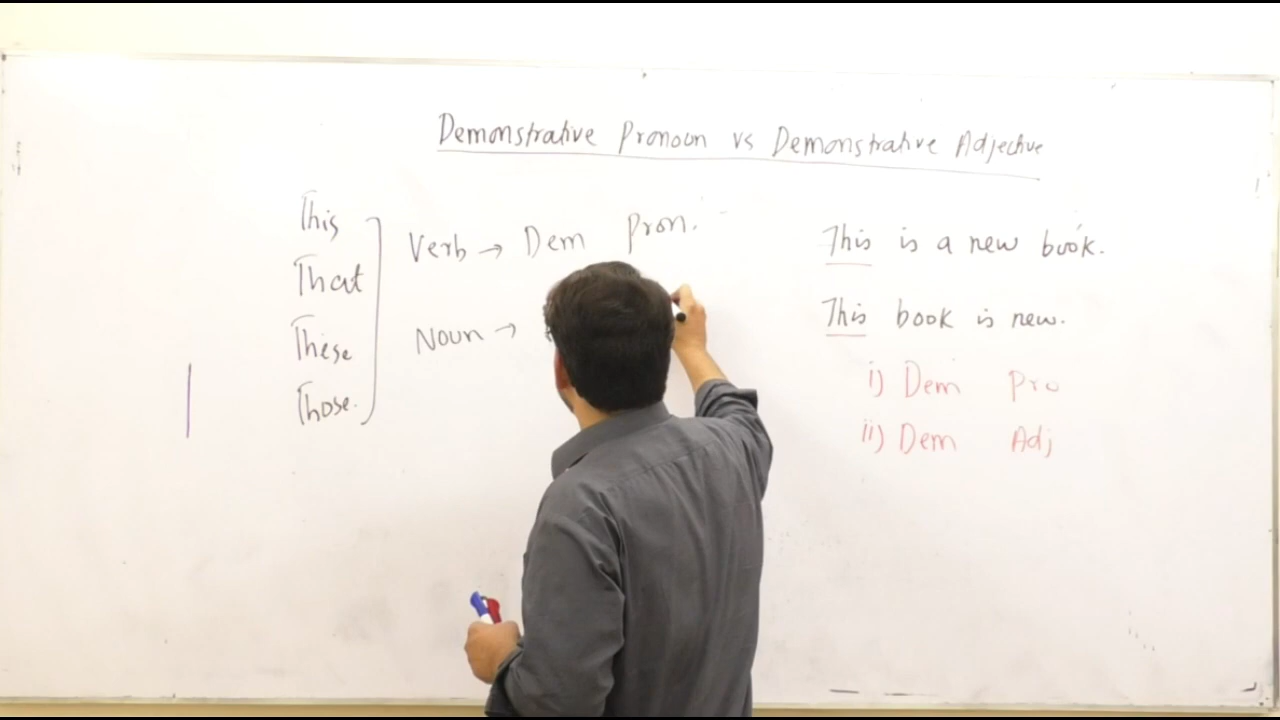 Demonstrative Pronoun vs Demonstrative Adjective
This
That
These
Those.
Verb → Dem Pron.
Noun →
This is a new book.
This book is new.
i) Dem Pro
ii) Dem Adj